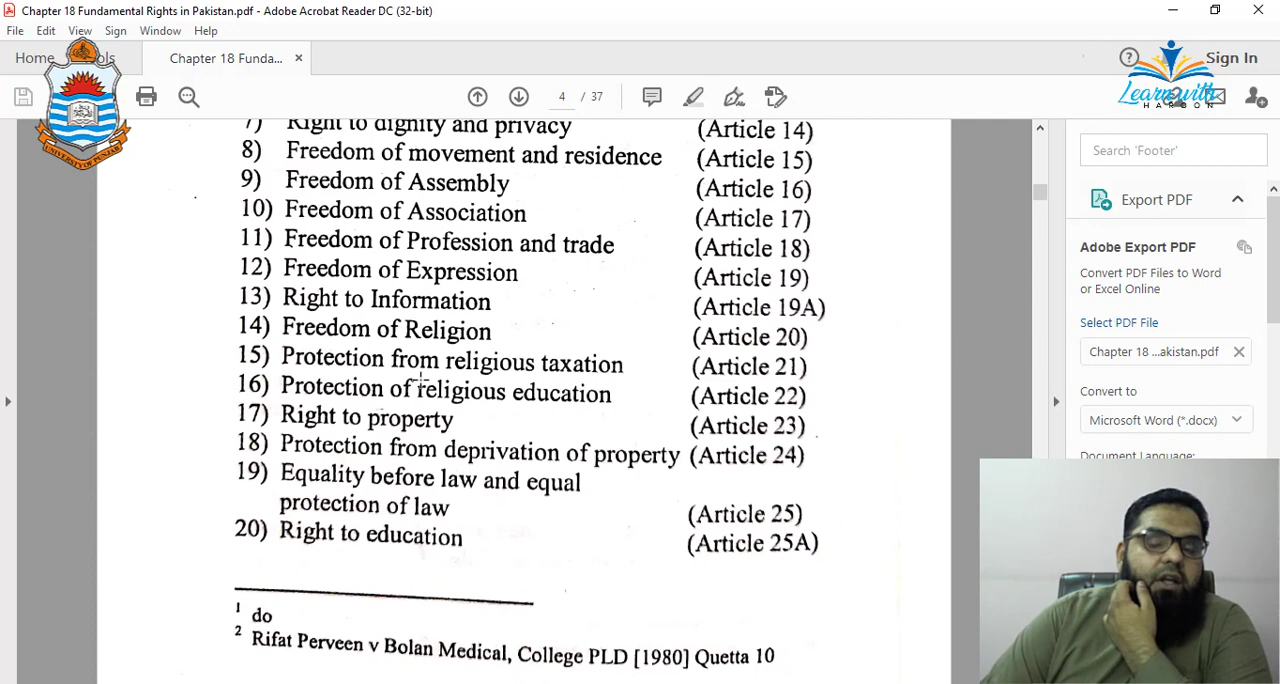 Chapter 18 Fundamental Rights in Pakistan.pdf - Adobe Acrobat Reader DC (32-bit)
File Edit View Sign Window Help
Home
Chapter 18 Funda...
Sign In
4 / 37
Learn with
HAROON
UNIVERSITY OF PUNJAB
7) Right to dignity and privacy (Article 14)
8) Freedom of movement and residence (Article 15)
9) Freedom of Assembly (Article 16)
10) Freedom of Association (Article 17)
11) Freedom of Profession and trade (Article 18)
12) Freedom of Expression (Article 19)
13) Right to Information (Article 19A)
14) Freedom of Religion (Article 20)
15) Protection from religious taxation (Article 21)
16) Protection of religious education (Article 22)
17) Right to property (Article 23)
18) Protection from deprivation of property (Article 24)
19) Equality before law and equal
protection of law (Article 25)
20) Right to education (Article 25A)
1 do
2 Rifat Perveen v Bolan Medical, College PLD [1980] Quetta 10
Search 'Footer'
Export PDF
Adobe Export PDF
Convert PDF Files to Word
or Excel Online
Select PDF File
Chapter 18 ...akistan.pdf
Convert to
Microsoft Word (*.docx)
Document Language: